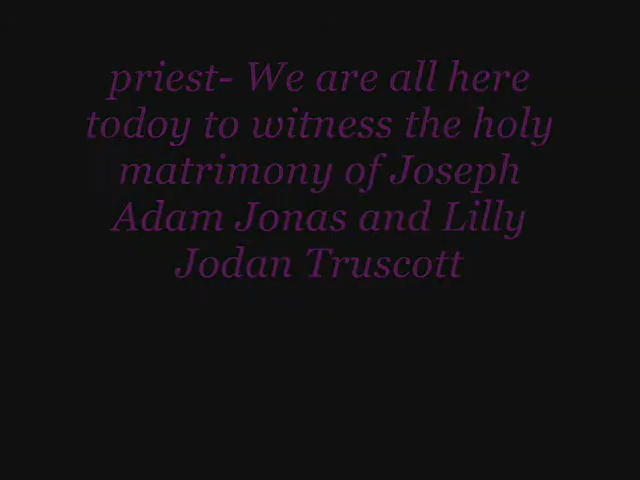 priest- We are all here
todoy to witness the holy
matrimony of Joseph
Adam Jonas and Lilly
Jodan Truscott